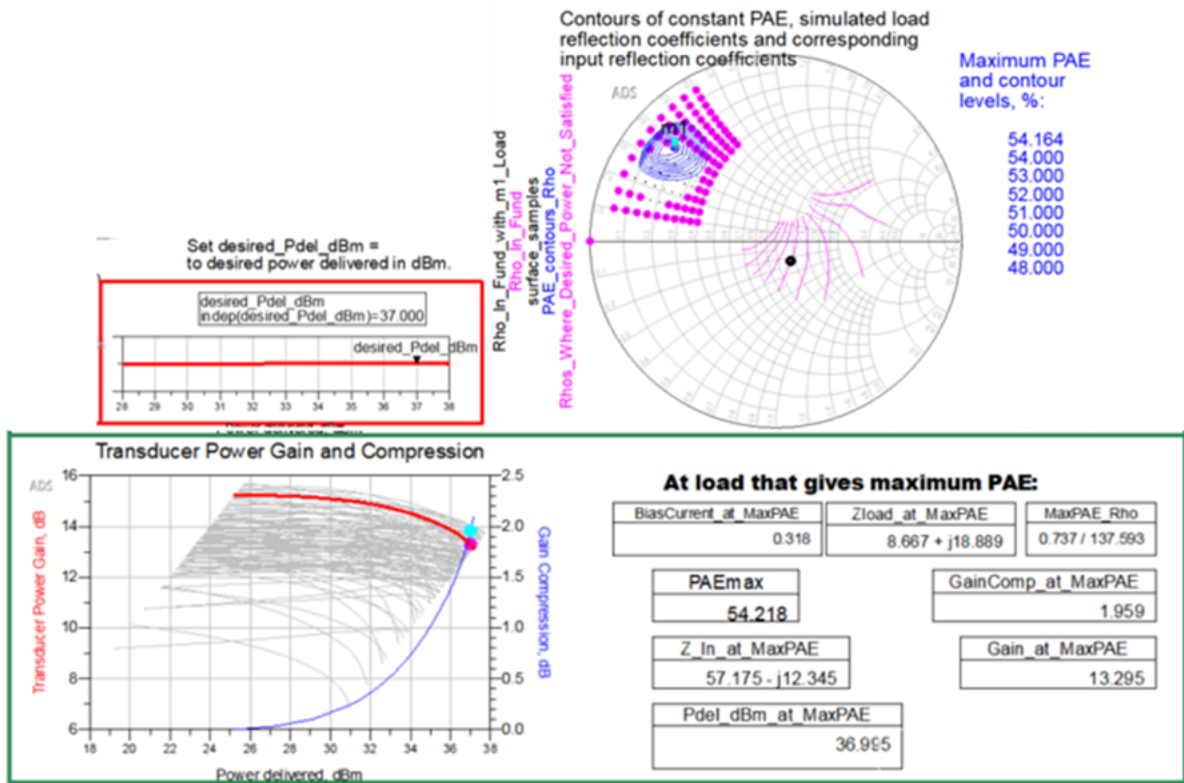 Contours of constant PAE, simulated load
reflection coefficients and corresponding
input reflection coefficients
ADS
m1
Rho_In_Fund_with_m1_Load
Rho_In_Fund
surface_samples
PAE_contours_Rho
Rhos_Where_Desired_Power_Not_Satisfied
Maximum PAE
and contour
levels, %:
54.164
54.000
53.000
52.000
51.000
50.000
49.000
48.000
Set desired_Pdel_dBm =
to desired power delivered in dBm.
desired_Pdel_dBm
indep(desired_Pdel_dBm)=37.000
desired_Pdel_dBm
28 29 30 31 32 33 34 35 36 37 38
Transducer Power Gain and Compression
ADS
Transducer Power Gain, dB
16
14
12
10
8
6
2.5
2.0
1.5
1.0
0.5
0.0
Gain Compression, dB
18 20 22 24 26 28 30 32 34 36 38
Power delivered, dBm
At load that gives maximum PAE:
BiasCurrent_at_MaxPAE
0.318
Zload_at_MaxPAE
8.667 + j18.889
MaxPAE_Rho
0.737 / 137.593
PAEmax
54.218
GainComp_at_MaxPAE
1.959
Z_In_at_MaxPAE
57.175 - j12.345
Gain_at_MaxPAE
13.295
Pdel_dBm_at_MaxPAE
36.995